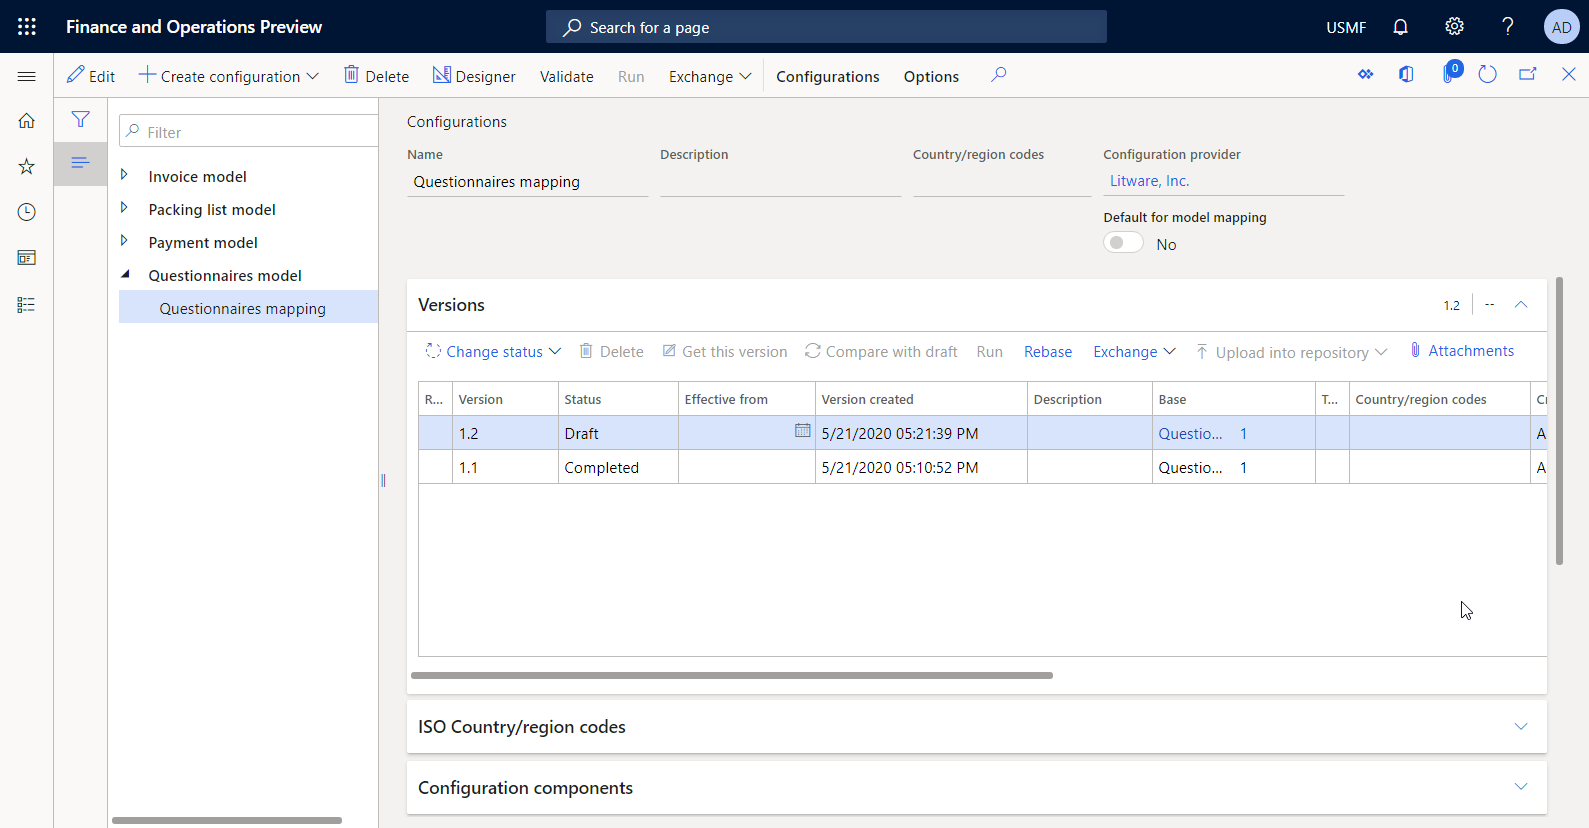 Finance and Operations Preview
Search for a page
USMF
?
AD
Edit
Create configuration
Delete
Designer
Validate
Run
Exchange
Configurations
Options
0
Filter
Invoice model
Packing list model
Payment model
Questionnaires model
Questionnaires mapping
Configurations
Name
Description
Country/region codes
Configuration provider
Questionnaires mapping
Litware, Inc.
Default for model mapping
No
Versions
1.2
--
Change status
Delete
Get this version
Compare with draft
Run
Rebase
Exchange
Upload into repository
Attachments
R... Version Status Effective from Version created Description Base T... Country/region codes Cr
1.2 Draft 5/21/2020 05:21:39 PM Questio... 1 A
1.1 Completed 5/21/2020 05:10:52 PM Questio... 1 A
ISO Country/region codes
Configuration components